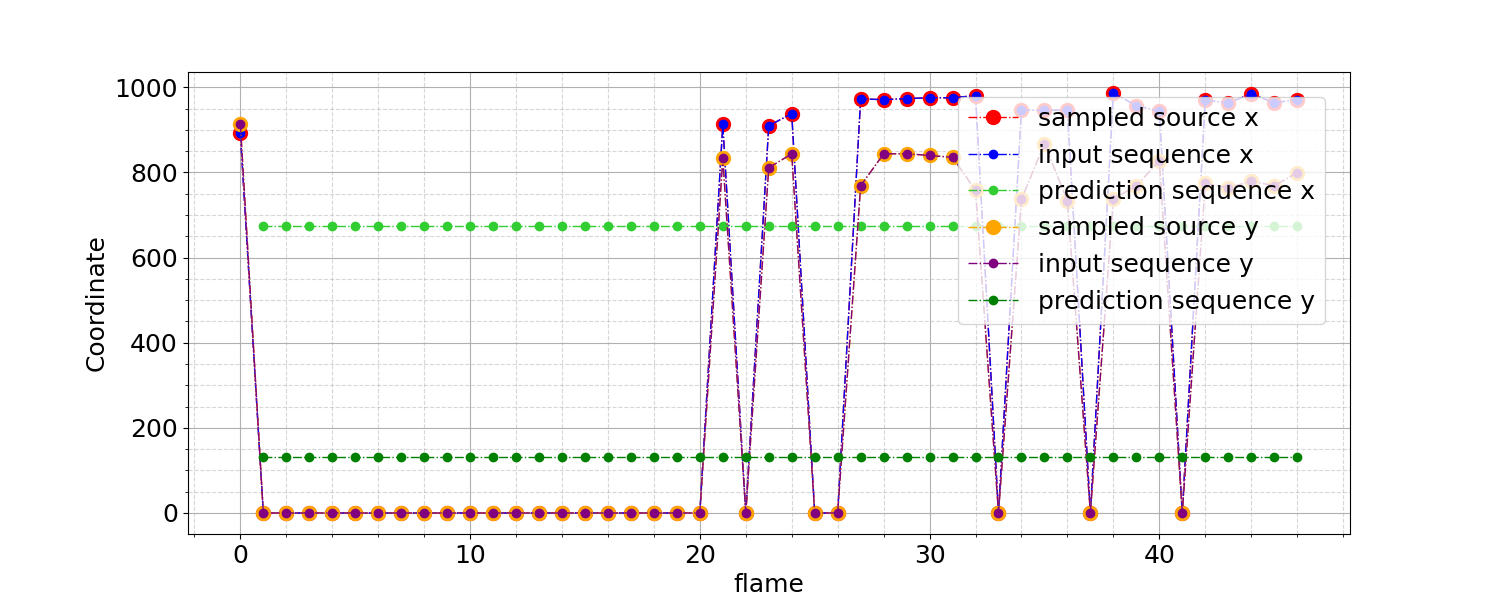 1000
800
600
400
200
0
Coordinate
sampled source x
input sequence x
prediction sequence x
sampled source y
input sequence y
prediction sequence y
0 10 20 30 40
flame